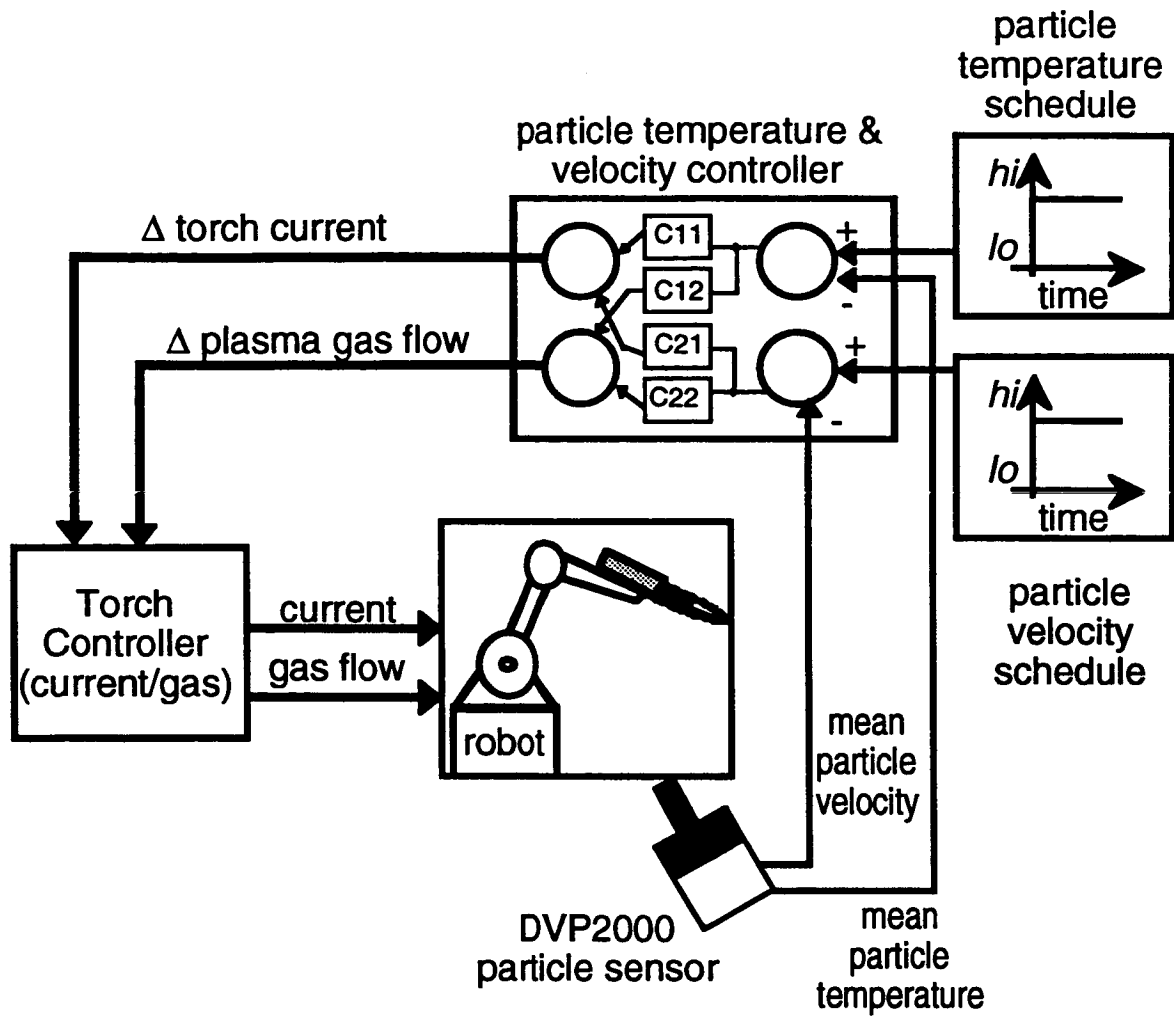 particle
temperature
schedule
hi
lo
time
particle temperature &
velocity controller
C11
C12
C21
C22
+
-
+
-
Δ torch current
Δ plasma gas flow
hi
lo
time
particle
velocity
schedule
Torch
Controller
(current/gas)
current
gas flow
robot
mean
particle
velocity
DVP2000
particle sensor
mean
particle
temperature